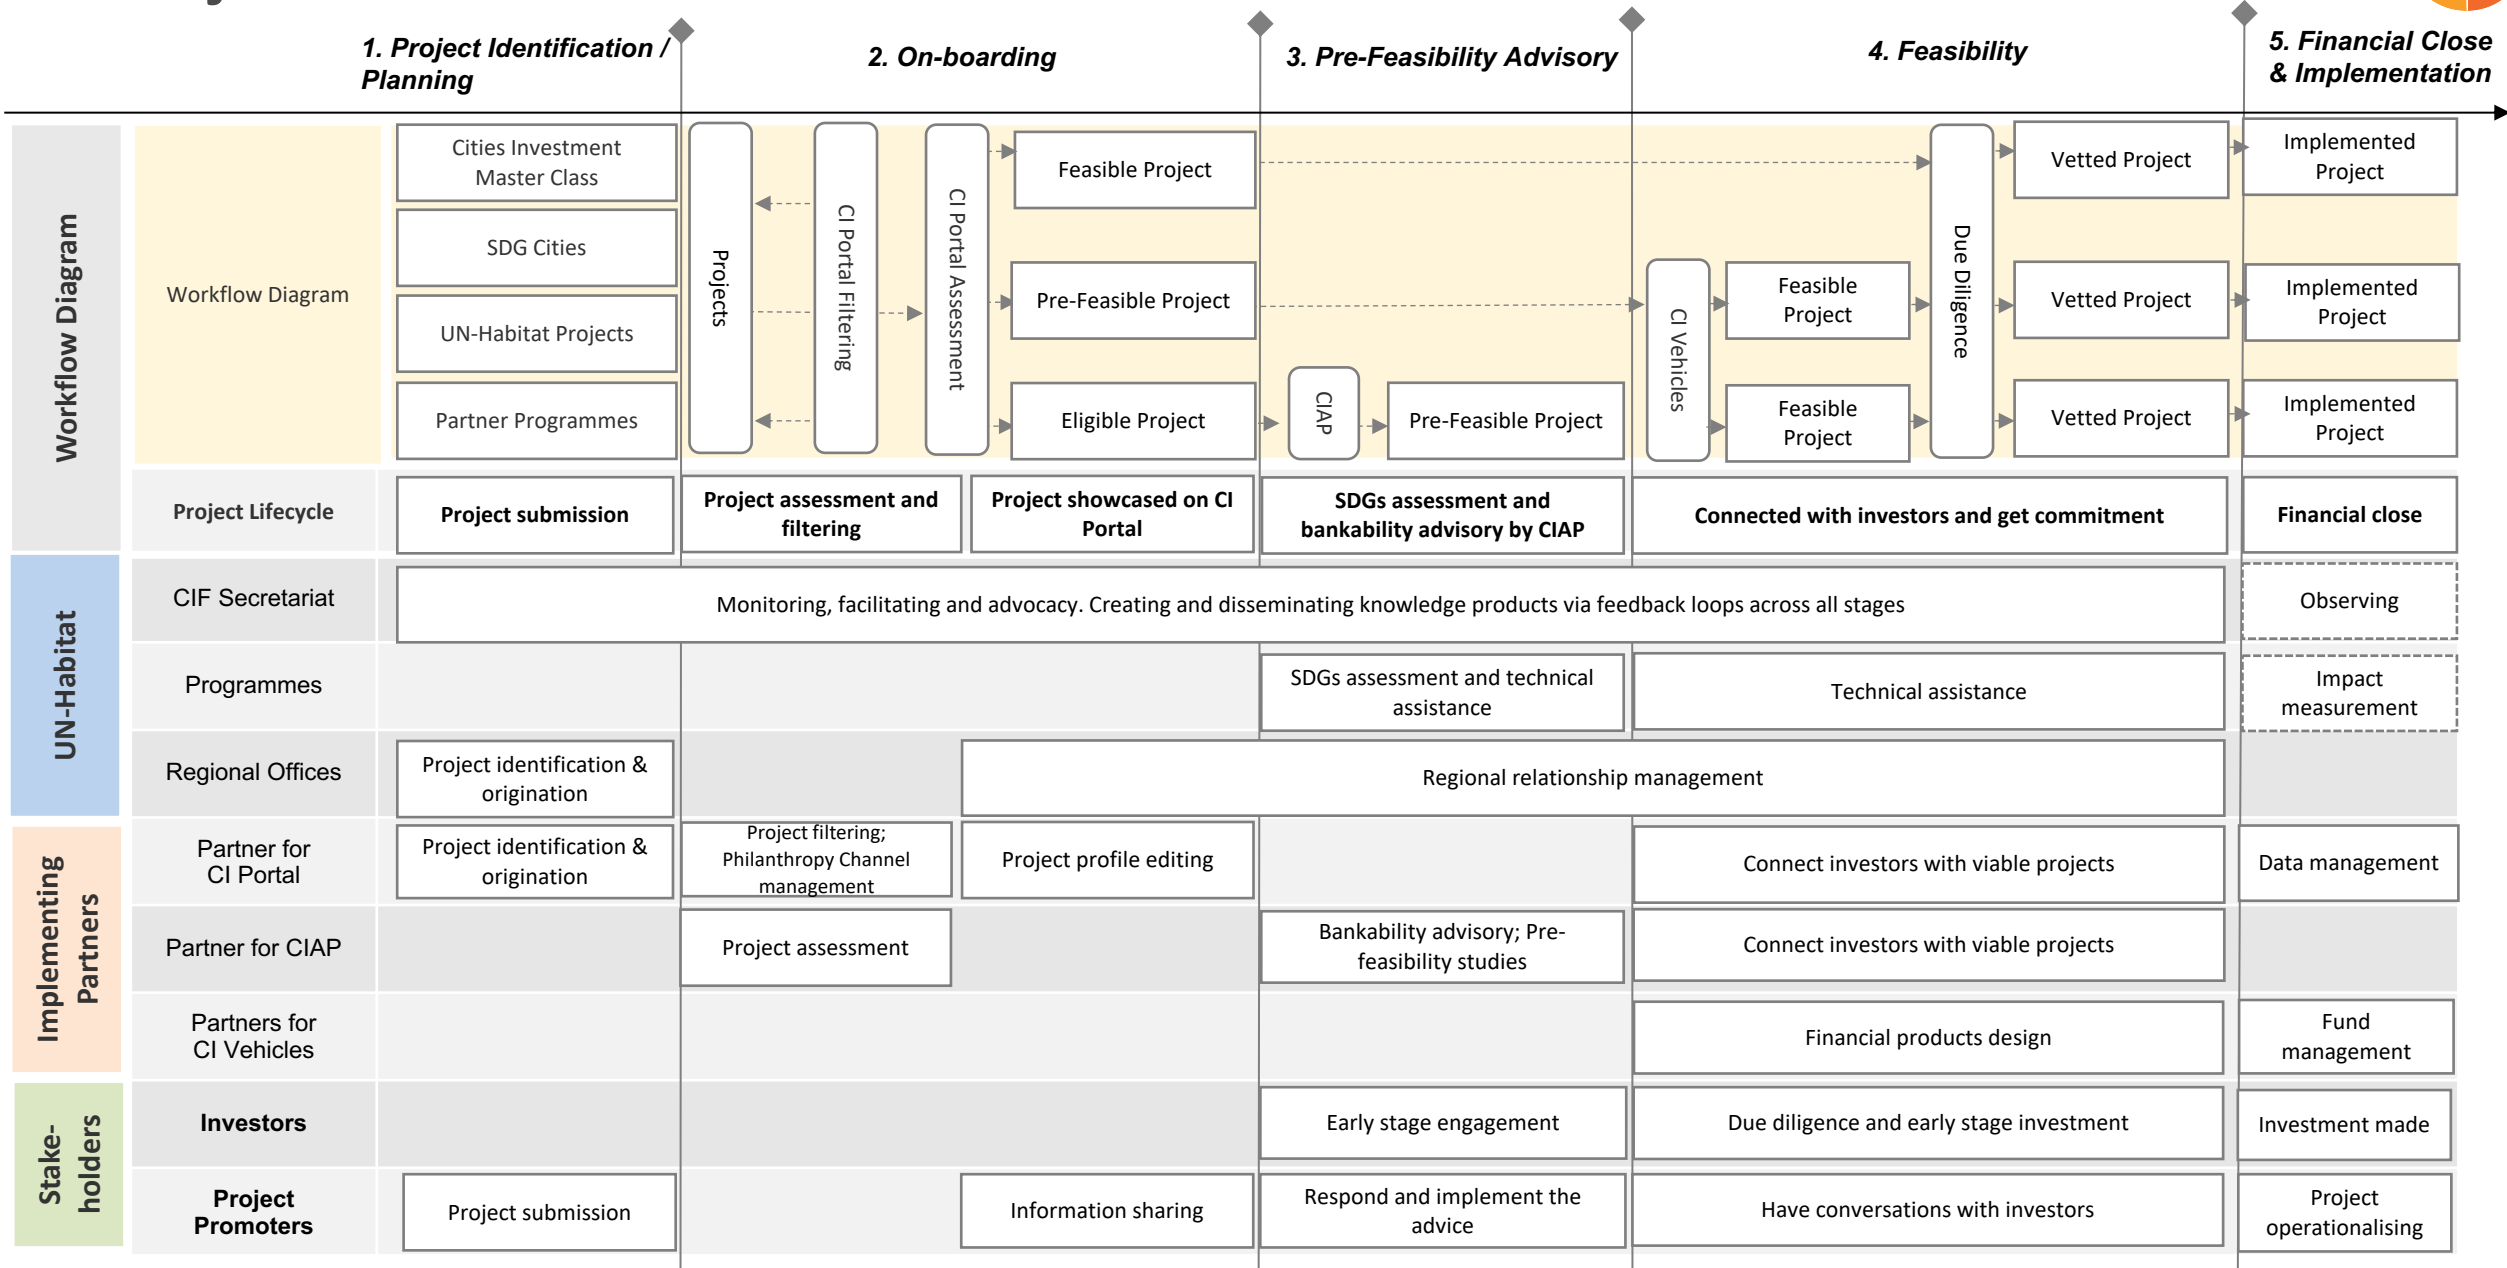 1. Project Identification /
Planning
2. On-boarding
3. Pre-Feasibility Advisory
4. Feasibility
5. Financial Close
& Implementation
Workflow Diagram
Workflow Diagram
Cities Investment
Master Class
SDG Cities
UN-Habitat Projects
Partner Programmes
Projects
CI Portal Filtering
CI Portal Assessment
Feasible Project
Pre-Feasible Project
Eligible Project
CIAP
Pre-Feasible Project
CI Vehicles
Feasible
Project
Feasible
Project
Due Diligence
Vetted Project
Vetted Project
Vetted Project
Implemented
Project
Implemented
Project
Implemented
Project
Project Lifecycle
Project submission
Project assessment and
filtering
Project showcased on CI
Portal
SDGs assessment and
bankability advisory by CIAP
Connected with investors and get commitment
Financial close
UN-Habitat
CIF Secretariat
Monitoring, facilitating and advocacy. Creating and disseminating knowledge products via feedback loops across all stages
Observing
Programmes
SDGs assessment and technical
assistance
Technical assistance
Impact
measurement
Regional Offices
Project identification &
origination
Regional relationship management
Implementing
Partners
Partner for
CI Portal
Project identification &
origination
Project filtering;
Philanthropy Channel
management
Project profile editing
Connect investors with viable projects
Data management
Partner for CIAP
Project assessment
Bankability advisory; Pre-
feasibility studies
Connect investors with viable projects
Partners for
CI Vehicles
Financial products design
Fund
management
Stake-
holders
Investors
Early stage engagement
Due diligence and early stage investment
Investment made
Project
Promoters
Project submission
Information sharing
Respond and implement the
advice
Have conversations with investors
Project
operationalising